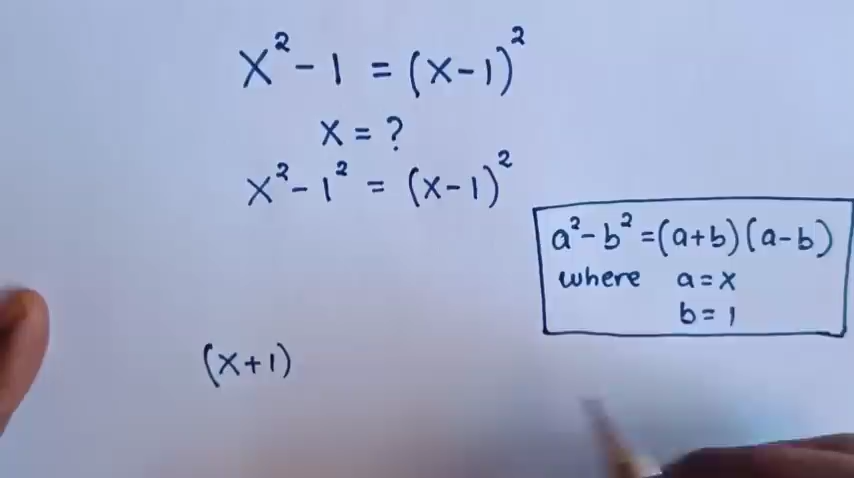 x² - 1 = (x-1)²
x = ?
x² - 1² = (x-1)²
a² - b² = (a+b)(a-b)
where a = x
b = 1
(x+1)